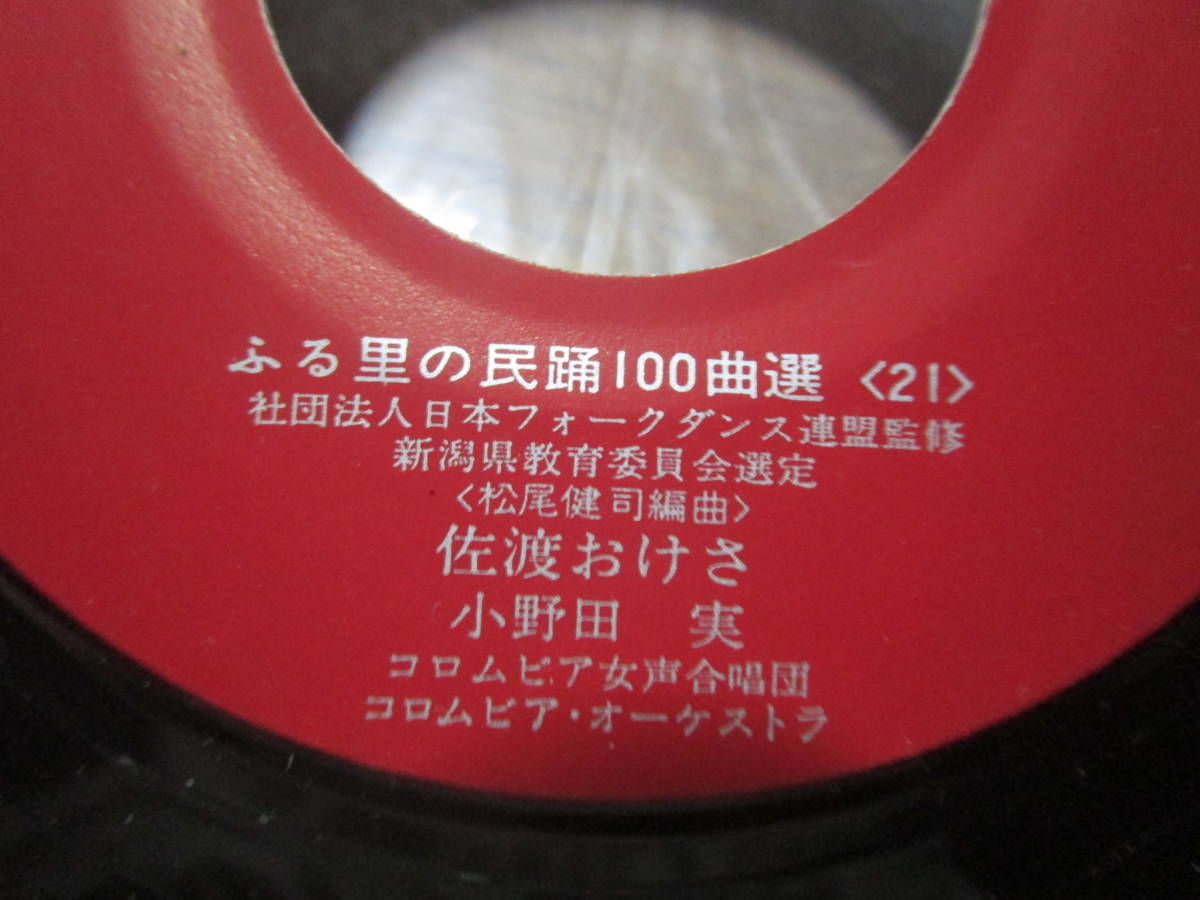 ふる里の民踊100曲選 〈21〉
社団法人日本フォークダンス連盟監修
新潟県教育委員会選定
〈松尾健司編曲〉
佐渡おけさ
小野田 実
コロムビア女声合唱団
コロムビア・オーケストラ